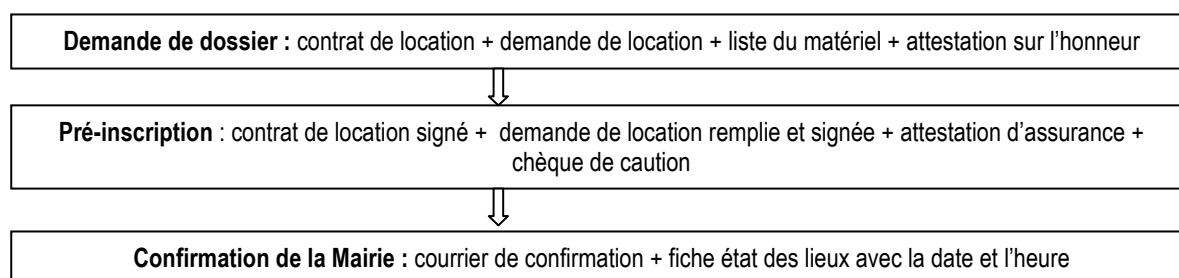 Demande de dossier : contrat de location + demande de location + liste du matériel + attestation sur l’honneur
Pré-inscription : contrat de location signé + demande de location remplie et signée + attestation d’assurance +
chèque de caution
Confirmation de la Mairie : courrier de confirmation + fiche état des lieux avec la date et l’heure